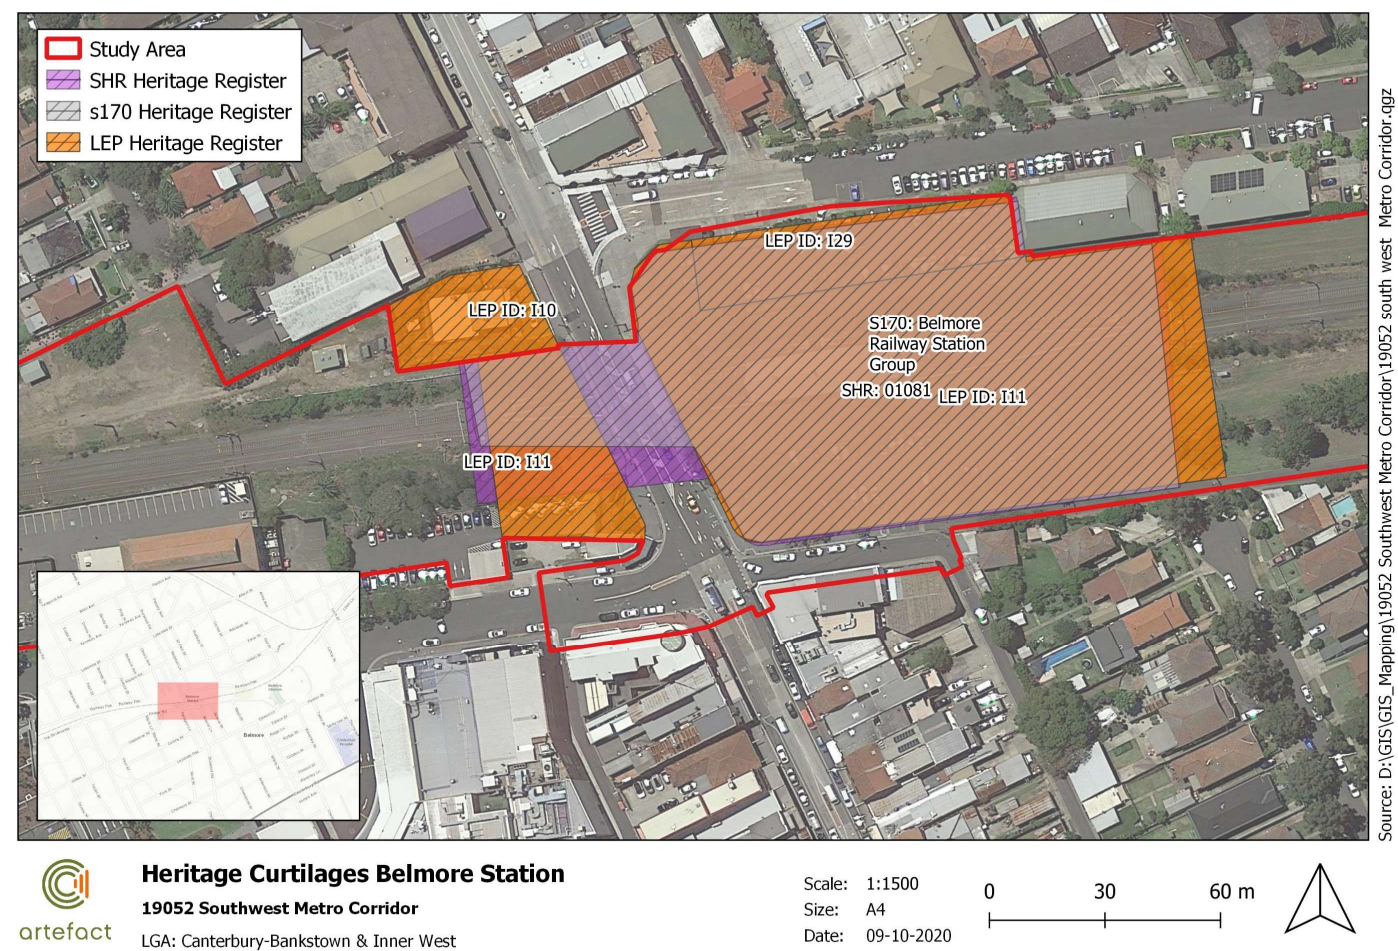 Study Area
SHR Heritage Register
s170 Heritage Register
LEP Heritage Register
LEP ID: I29
LEP ID: I10
S170: Belmore
Railway Station
Group
SHR: 01081
LEP ID: I11
LEP ID: I11
Belmore
Source: D:\GIS\GIS_Mapping\19052 Southwest Metro Corridor\19052 south west  Metro Corridor.qgz
artefact
Heritage Curtilages Belmore Station
19052 Southwest Metro Corridor
LGA: Canterbury-Bankstown & Inner West
Scale: 1:1500
Size: A4
Date: 09-10-2020
0 30 60 m